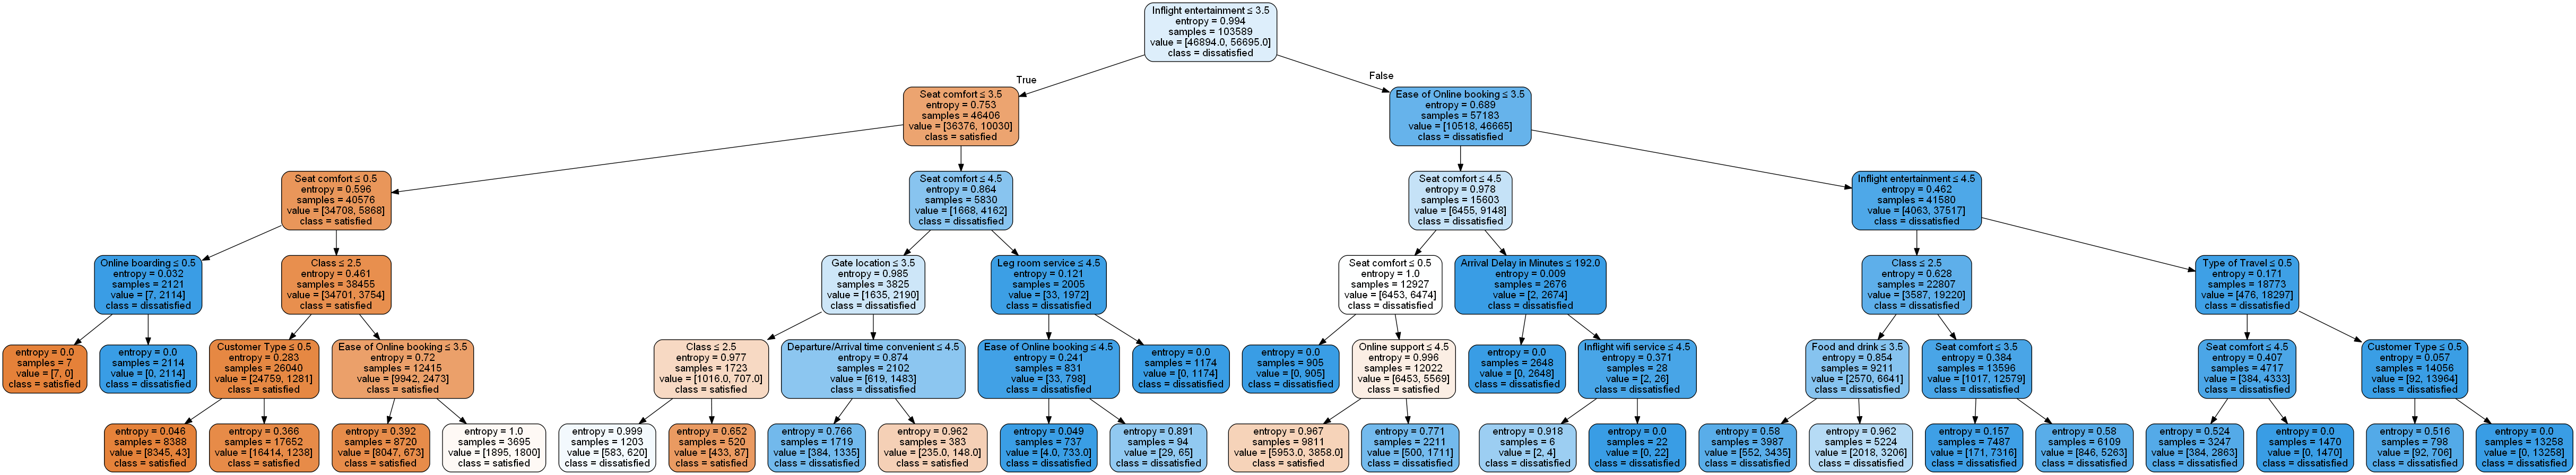 Inflight entertainment ≤ 3.5
entropy = 0.994
samples = 103589
value = [46894.0, 56695.0]
class = dissatisfied
True
False
Seat comfort ≤ 3.5
entropy = 0.753
samples = 46406
value = [36376, 10030]
class = satisfied
Ease of Online booking ≤ 3.5
entropy = 0.689
samples = 57183
value = [10518, 46665]
class = dissatisfied
Seat comfort ≤ 0.5
entropy = 0.596
samples = 40576
value = [34708, 5868]
class = satisfied
Seat comfort ≤ 4.5
entropy = 0.864
samples = 5830
value = [1668, 4162]
class = dissatisfied
Seat comfort ≤ 4.5
entropy = 0.978
samples = 15603
value = [6455, 9148]
class = dissatisfied
Inflight entertainment ≤ 4.5
entropy = 0.462
samples = 41580
value = [4063, 37517]
class = dissatisfied
Online boarding ≤ 0.5
entropy = 0.032
samples = 2121
value = [7, 2114]
class = dissatisfied
Class ≤ 2.5
entropy = 0.461
samples = 38455
value = [34701, 3754]
class = satisfied
Gate location ≤ 3.5
entropy = 0.985
samples = 3825
value = [1635, 2190]
class = dissatisfied
Leg room service ≤ 4.5
entropy = 0.121
samples = 2005
value = [33, 1972]
class = dissatisfied
Seat comfort ≤ 0.5
entropy = 1.0
samples = 12927
value = [6453, 6474]
class = dissatisfied
Arrival Delay in Minutes ≤ 192.0
entropy = 0.009
samples = 2676
value = [2, 2674]
class = dissatisfied
Class ≤ 2.5
entropy = 0.628
samples = 22807
value = [3587, 19220]
class = dissatisfied
Type of Travel ≤ 0.5
entropy = 0.171
samples = 18773
value = [476, 18297]
class = dissatisfied
entropy = 0.0
samples = 7
value = [7, 0]
class = satisfied
entropy = 0.0
samples = 2114
value = [0, 2114]
class = dissatisfied
Customer Type ≤ 0.5
entropy = 0.283
samples = 26040
value = [24759, 1281]
class = satisfied
Ease of Online booking ≤ 3.5
entropy = 0.72
samples = 12415
value = [9942, 2473]
class = satisfied
Class ≤ 2.5
entropy = 0.977
samples = 1723
value = [1016.0, 707.0]
class = satisfied
Departure/Arrival time convenient ≤ 4.5
entropy = 0.874
samples = 2102
value = [619, 1483]
class = dissatisfied
Ease of Online booking ≤ 4.5
entropy = 0.241
samples = 831
value = [33, 798]
class = dissatisfied
entropy = 0.0
samples = 1174
value = [0, 1174]
class = dissatisfied
entropy = 0.0
samples = 905
value = [0, 905]
class = dissatisfied
Online support ≤ 4.5
entropy = 0.996
samples = 12022
value = [6453, 5569]
class = satisfied
entropy = 0.0
samples = 2648
value = [0, 2648]
class = dissatisfied
Inflight wifi service ≤ 4.5
entropy = 0.371
samples = 28
value = [2, 26]
class = dissatisfied
Food and drink ≤ 3.5
entropy = 0.854
samples = 9211
value = [2570, 6641]
class = dissatisfied
Seat comfort ≤ 3.5
entropy = 0.384
samples = 13596
value = [1017, 12579]
class = dissatisfied
Seat comfort ≤ 4.5
entropy = 0.407
samples = 4717
value = [384, 4333]
class = dissatisfied
Customer Type ≤ 0.5
entropy = 0.057
samples = 14056
value = [92, 13964]
class = dissatisfied
entropy = 0.046
samples = 8388
value = [8345, 43]
class = satisfied
entropy = 0.366
samples = 17652
value = [16414, 1238]
class = satisfied
entropy = 0.392
samples = 8720
value = [8047, 673]
class = satisfied
entropy = 1.0
samples = 3695
value = [1895, 1800]
class = satisfied
entropy = 0.999
samples = 1203
value = [583, 620]
class = dissatisfied
entropy = 0.652
samples = 520
value = [433, 87]
class = satisfied
entropy = 0.766
samples = 1719
value = [384, 1335]
class = dissatisfied
entropy = 0.962
samples = 383
value = [235.0, 148.0]
class = satisfied
entropy = 0.049
samples = 737
value = [4.0, 733.0]
class = dissatisfied
entropy = 0.891
samples = 94
value = [29, 65]
class = dissatisfied
entropy = 0.967
samples = 9811
value = [5953.0, 3858.0]
class = satisfied
entropy = 0.771
samples = 2211
value = [500, 1711]
class = dissatisfied
entropy = 0.918
samples = 6
value = [2, 4]
class = dissatisfied
entropy = 0.0
samples = 22
value = [0, 22]
class = dissatisfied
entropy = 0.58
samples = 3987
value = [552, 3435]
class = dissatisfied
entropy = 0.962
samples = 5224
value = [2018, 3206]
class = dissatisfied
entropy = 0.157
samples = 7487
value = [171, 7316]
class = dissatisfied
entropy = 0.58
samples = 6109
value = [846, 5263]
class = dissatisfied
entropy = 0.524
samples = 3247
value = [384, 2863]
class = dissatisfied
entropy = 0.0
samples = 1470
value = [0, 1470]
class = dissatisfied
entropy = 0.516
samples = 798
value = [92, 706]
class = dissatisfied
entropy = 0.0
samples = 13258
value = [0, 13258]
class = dissatisfied